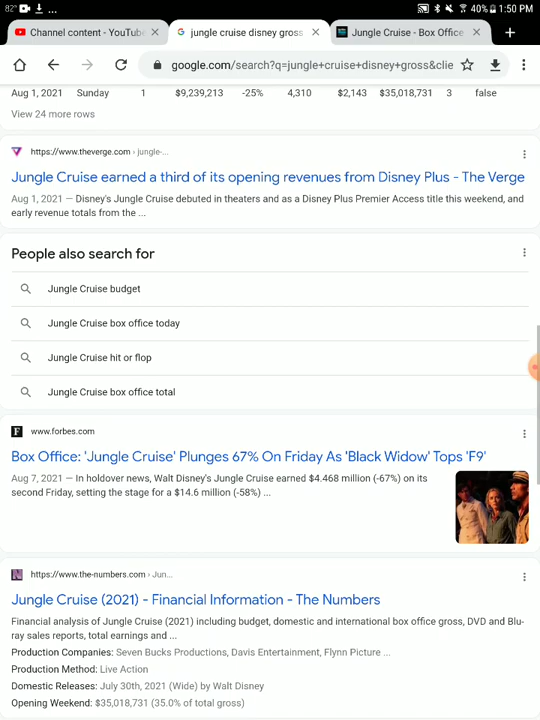 82°
40% 1:50 PM
Channel content - YouTub
jungle cruise disney gross
Jungle Cruise - Box Office
google.com/search?q=jungle+cruise+disney+gross&clie
Aug 1, 2021 Sunday 1 $9,239,213 -25% 4,310 $2,143 $35,018,731 3 false
View 24 more rows
https://www.theverge.com › jungle-...
Jungle Cruise earned a third of its opening revenues from Disney Plus - The Verge
Aug 1, 2021 — Disney's Jungle Cruise debuted in theaters and as a Disney Plus Premier Access title this weekend, and
early revenue totals from the ...
People also search for
Jungle Cruise budget
Jungle Cruise box office today
Jungle Cruise hit or flop
Jungle Cruise box office total
www.forbes.com
Box Office: 'Jungle Cruise' Plunges 67% On Friday As 'Black Widow' Tops 'F9'
Aug 7, 2021 — In holdover news, Walt Disney's Jungle Cruise earned $4.468 million (-67%) on its
second Friday, setting the stage for a $14.6 million (-58%) ...
https://www.the-numbers.com › Jun...
Jungle Cruise (2021) - Financial Information - The Numbers
Financial analysis of Jungle Cruise (2021) including budget, domestic and international box office gross, DVD and Blu-
ray sales reports, total earnings and ...
Production Companies: Seven Bucks Productions, Davis Entertainment, Flynn Picture ...
Production Method: Live Action
Domestic Releases: July 30th, 2021 (Wide) by Walt Disney
Opening Weekend: $35,018,731 (35.0% of total gross)